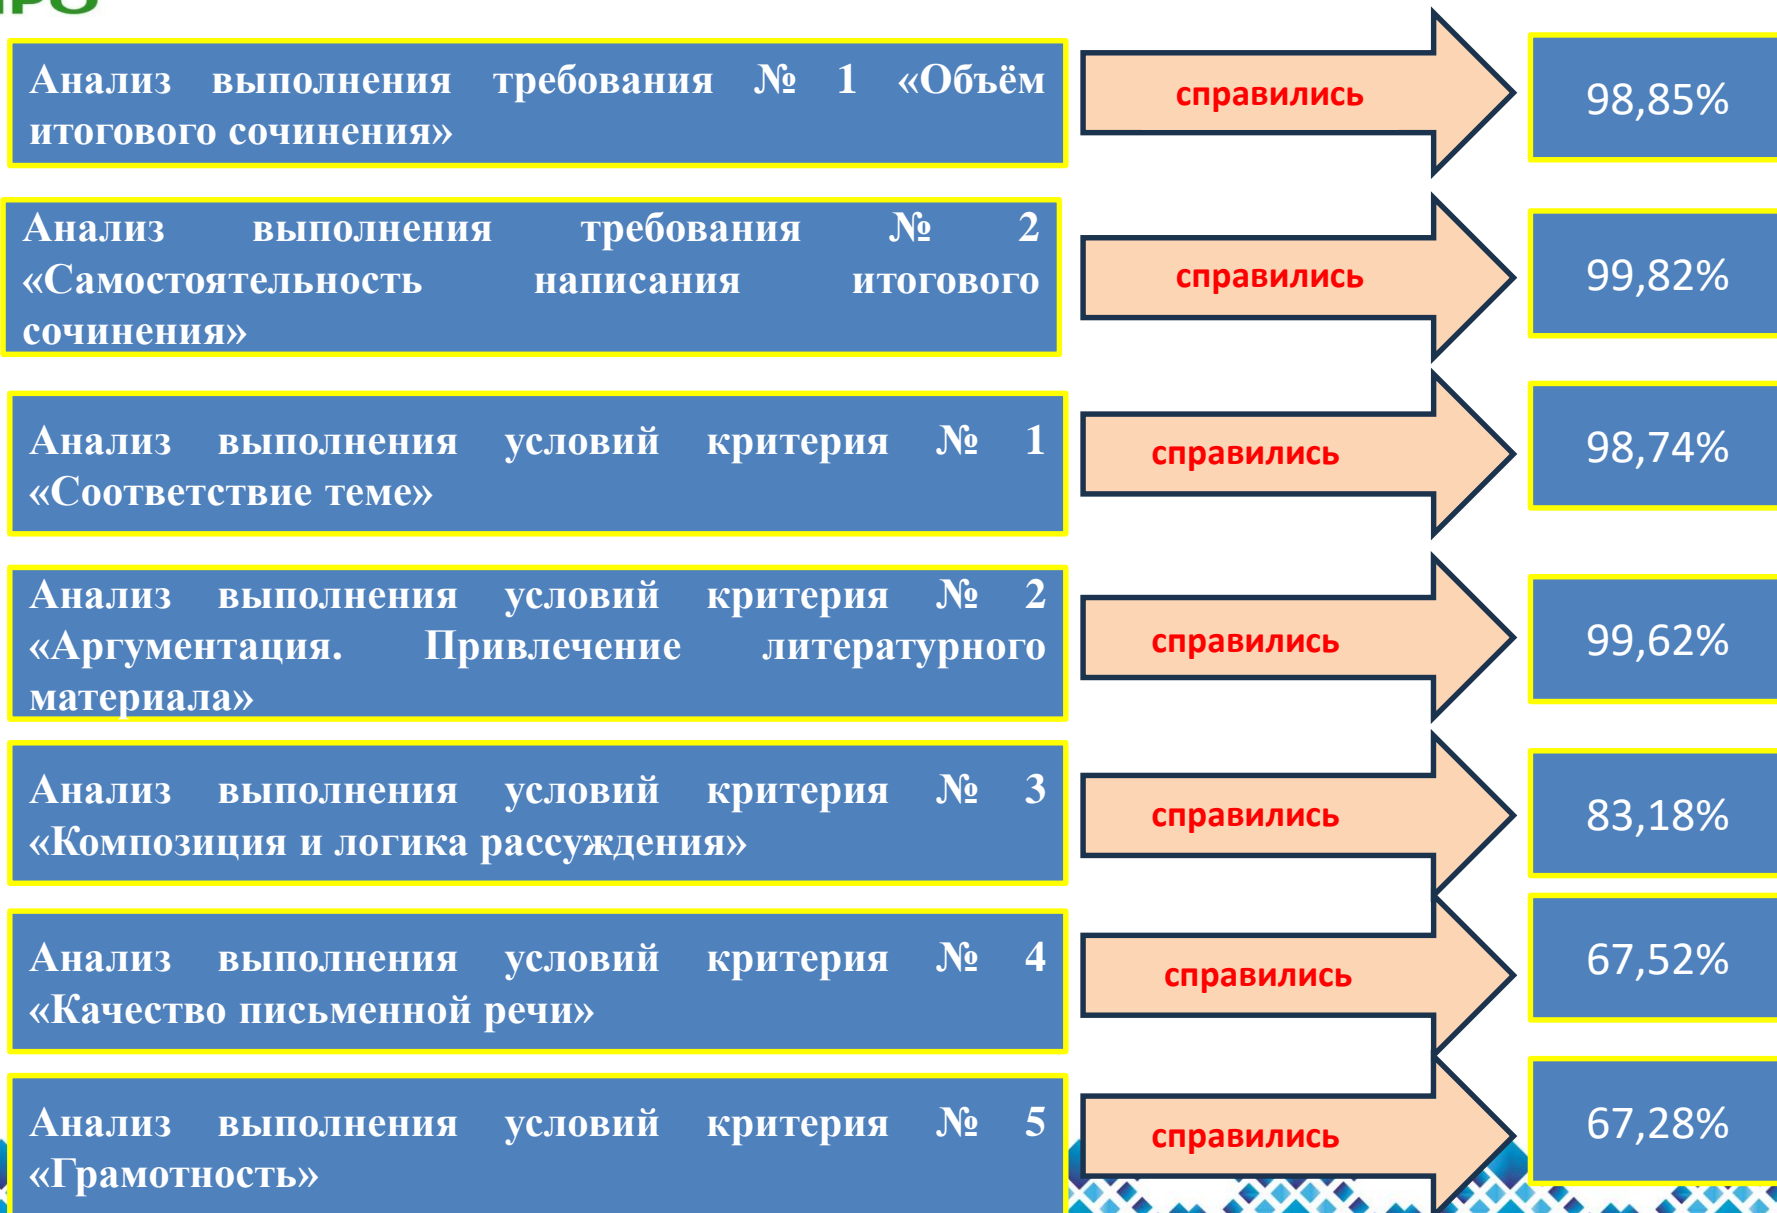 Анализ выполнения требования № 1 «Объём
итогового сочинения»
справились
98,85%
Анализ выполнения требования № 2
«Самостоятельность написания итогового
сочинения»
справились
99,82%
Анализ выполнения условий критерия № 1
«Соответствие теме»
справились
98,74%
Анализ выполнения условий критерия № 2
«Аргументация. Привлечение литературного
материала»
справились
99,62%
Анализ выполнения условий критерия № 3
«Композиция и логика рассуждения»
справились
83,18%
Анализ выполнения условий критерия № 4
«Качество письменной речи»
справились
67,52%
Анализ выполнения условий критерия № 5
«Грамотность»
справились
67,28%